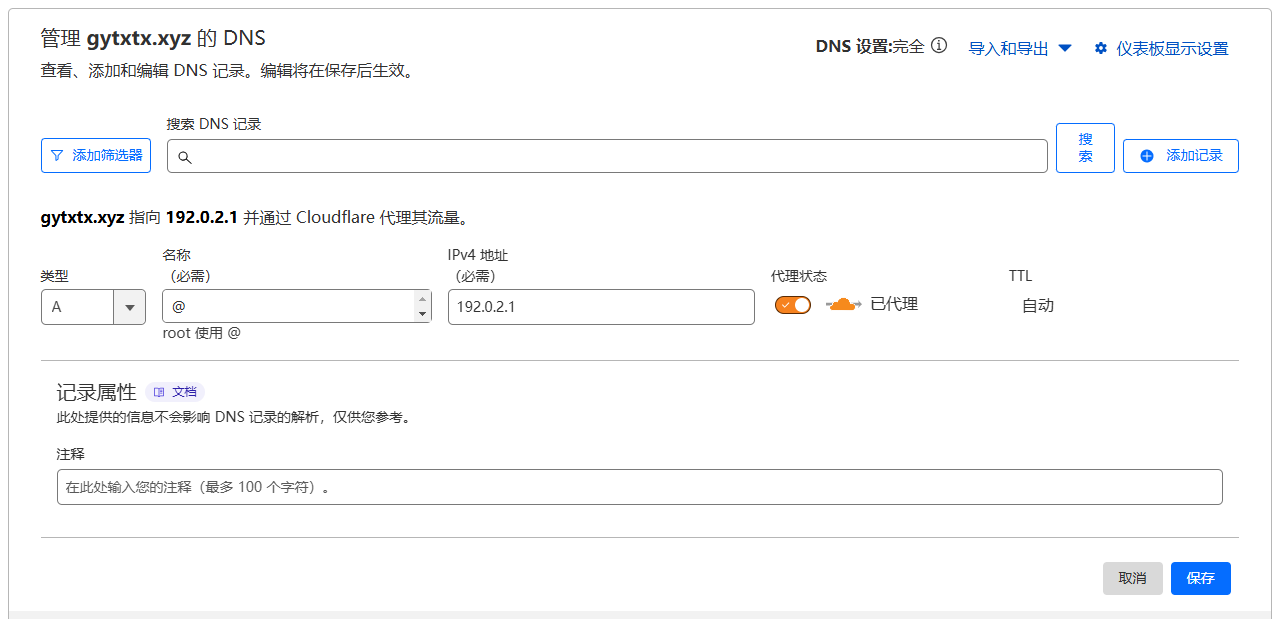 管理 gytxtx.xyz 的 DNS
查看、添加和编辑 DNS 记录。编辑将在保存后生效。
DNS 设置:完全
导入和导出
仪表板显示设置
搜索 DNS 记录
添加筛选器
搜索
添加记录
gytxtx.xyz 指向 192.0.2.1 并通过 Cloudflare 代理其流量。
类型
名称
（必需）
IPv4 地址
（必需）
代理状态
TTL
A
@
192.0.2.1
已代理
自动
root 使用 @
记录属性
文档
此处提供的信息不会影响 DNS 记录的解析，仅供您参考。
注释
在此处输入您的注释（最多 100 个字符）。
取消
保存